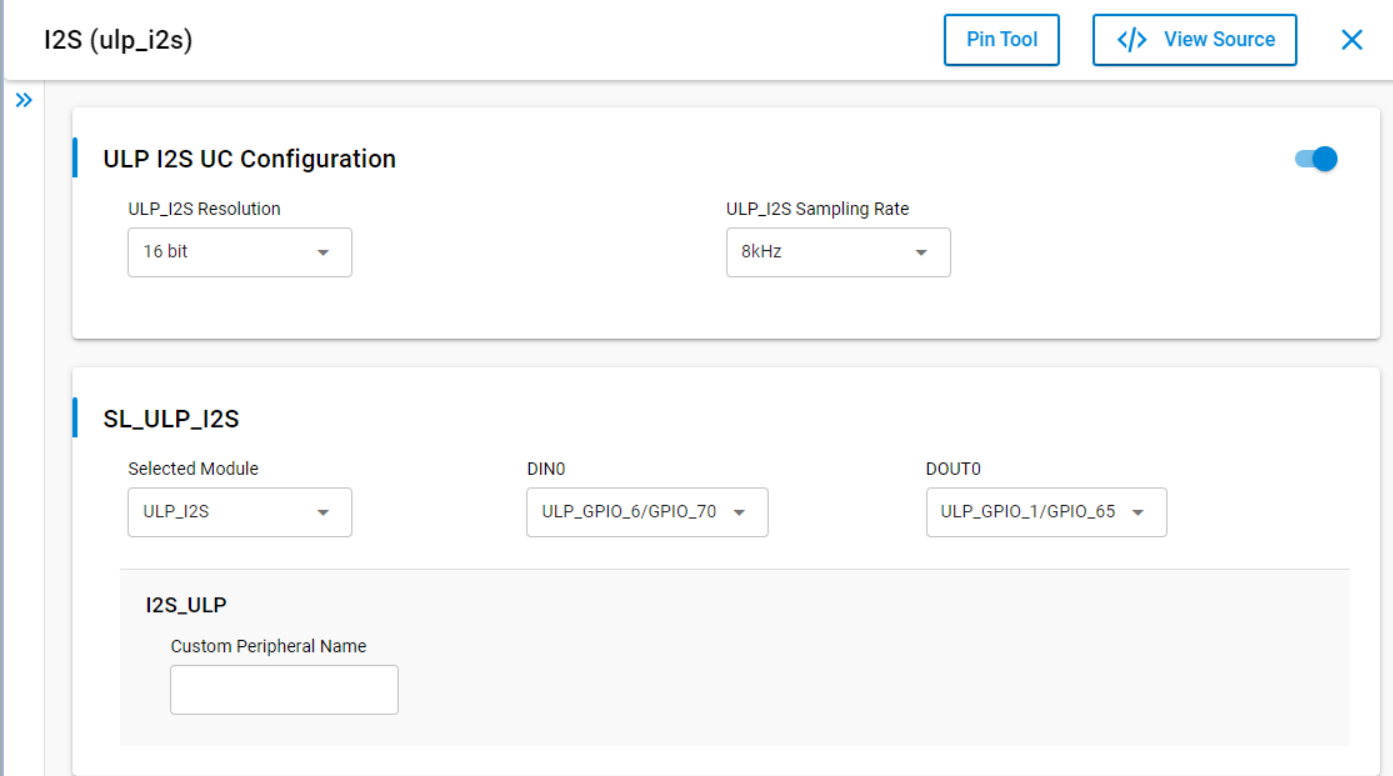 I2S (ulp_i2s)
Pin Tool
</> View Source
ULP I2S UC Configuration
ULP_I2S Resolution
ULP_I2S Sampling Rate
16 bit
8kHz
SL_ULP_I2S
Selected Module
DIN0
DOUT0
ULP_I2S
ULP_GPIO_6/GPIO_70
ULP_GPIO_1/GPIO_65
I2S_ULP
Custom Peripheral Name